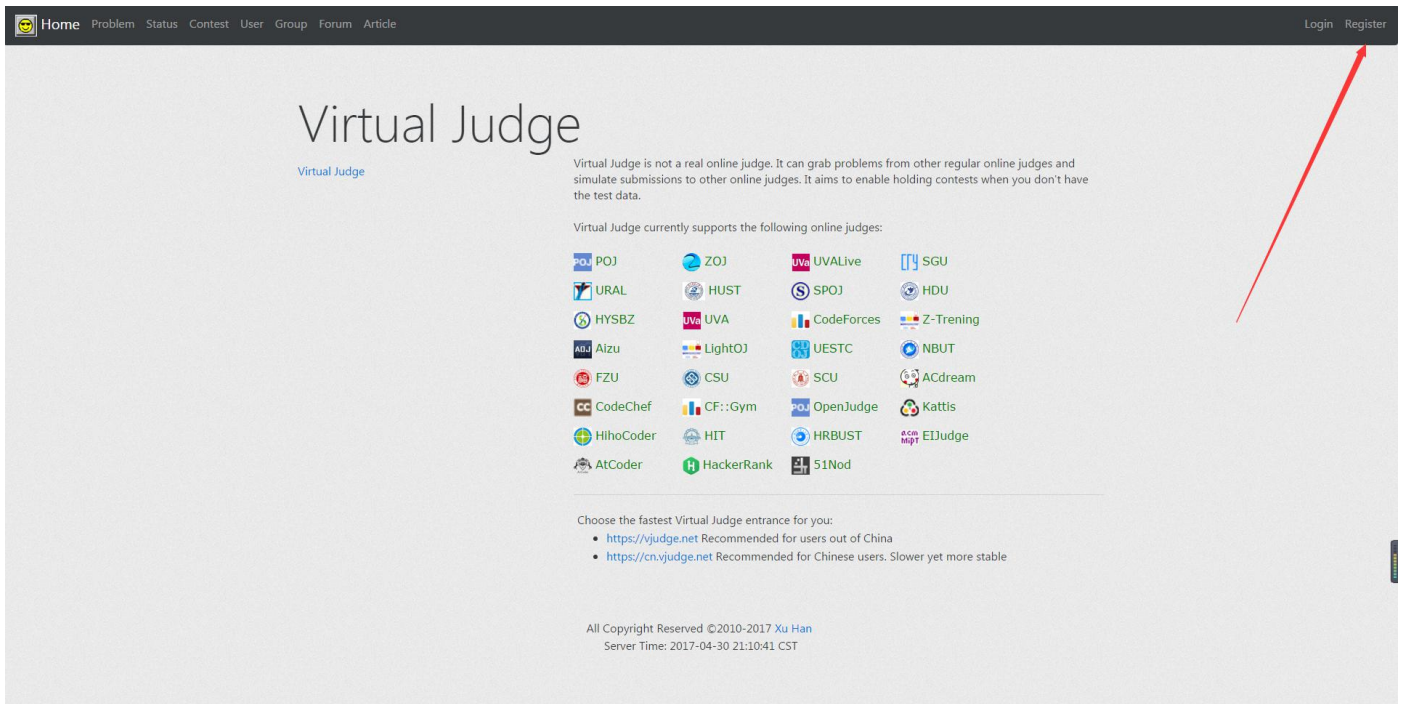 Home Problem Status Contest User Group Forum Article Login Register
Virtual Judge
Virtual Judge
Virtual Judge is not a real online judge. It can grab problems from other regular online judges and
simulate submissions to other online judges. It aims to enable holding contests when you don't have
the test data.
Virtual Judge currently supports the following online judges:
POJ POJ ZOJ UVa UVALive SGU
URAL HUST SPOJ HDU
HYSBZ UVa UVA CodeForces Z-Trening
AOJ Aizu LightOJ CDOJ UESTC NBUT
FZU CSU SCU ACdream
CC CodeChef CF::Gym POJ OpenJudge Kattis
HihoCoder HIT HRBUST acm MIPT EIJudge
AtCoder H HackerRank 51Nod
Choose the fastest Virtual Judge entrance for you:
• https://vjudge.net Recommended for users out of China
• https://cn.vjudge.net Recommended for Chinese users. Slower yet more stable
All Copyright Reserved ©2010-2017 Xu Han
Server Time: 2017-04-30 21:10:41 CST